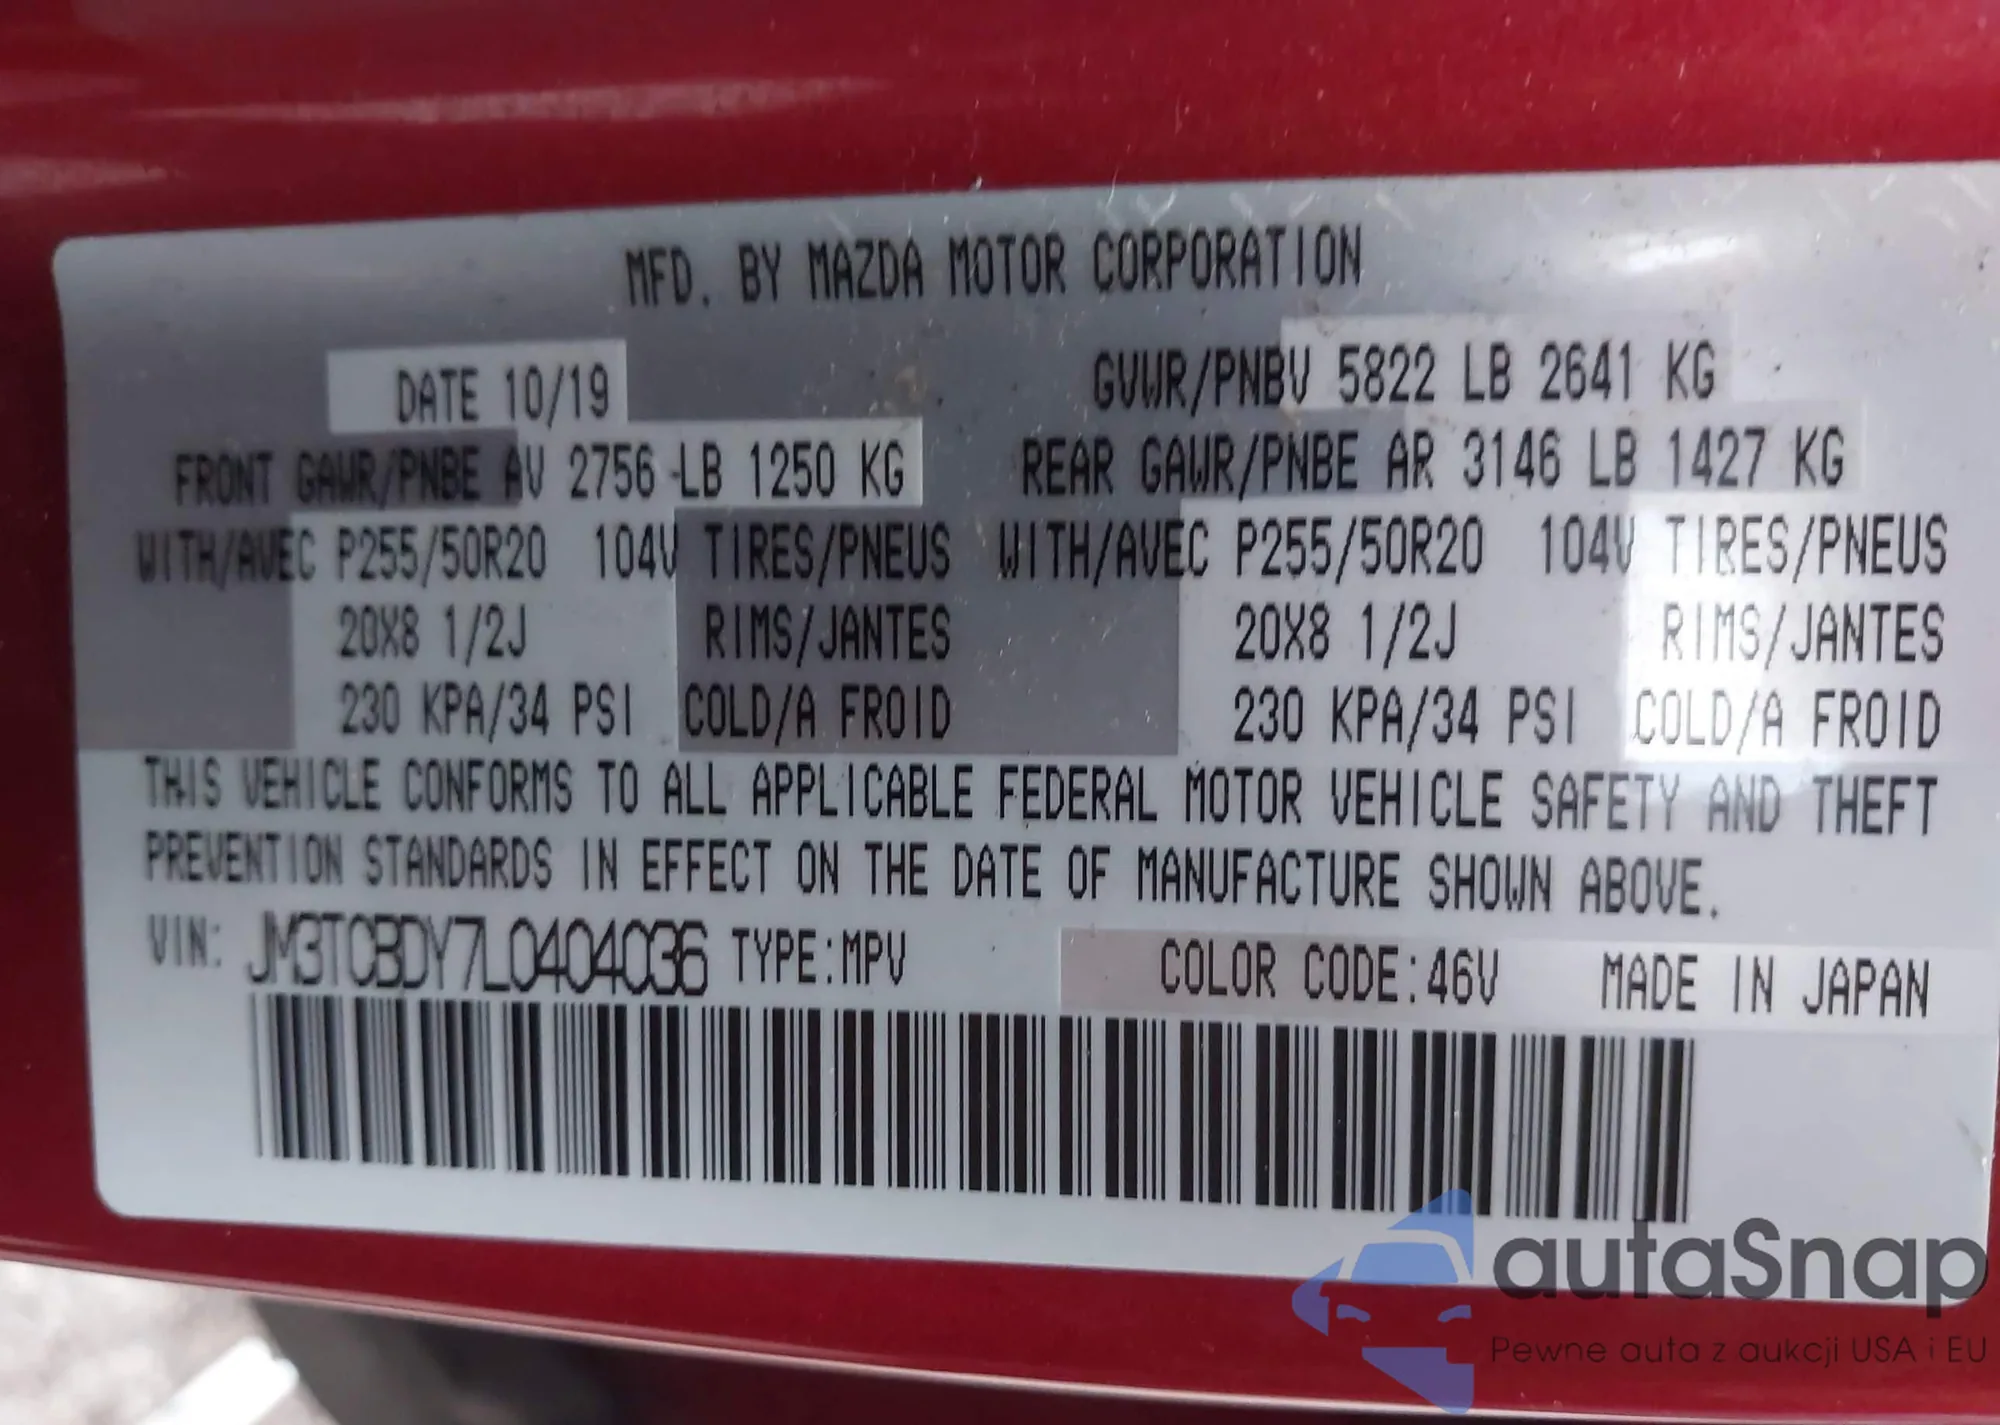 MFD. BY MAZDA MOTOR CORPORATION
DATE 10/19 GVWR/PNBV 5822 LB 2641 KG
FRONT GAWR/PNBE AV 2756 LB 1250 KG REAR GAWR/PNBE AR 3146 LB 1427 KG
WITH/AVEC P255/50R20 104V TIRES/PNEUS WITH/AVEC P255/50R20 104V TIRES/PNEUS
20X8 1/2J RIMS/JANTES 20X8 1/2J RIMS/JANTES
230 KPA/34 PSI COLD/A FROID 230 KPA/34 PSI COLD/A FROID
THIS VEHICLE CONFORMS TO ALL APPLICABLE FEDERAL MOTOR VEHICLE SAFETY AND THEFT
PREVENTION STANDARDS IN EFFECT ON THE DATE OF MANUFACTURE SHOWN ABOVE.
VIN: JM3TCBDY7L0404036 TYPE:MPV COLOR CODE:46V MADE IN JAPAN
autaSnap
Pewne auta z aukcji USA i EU